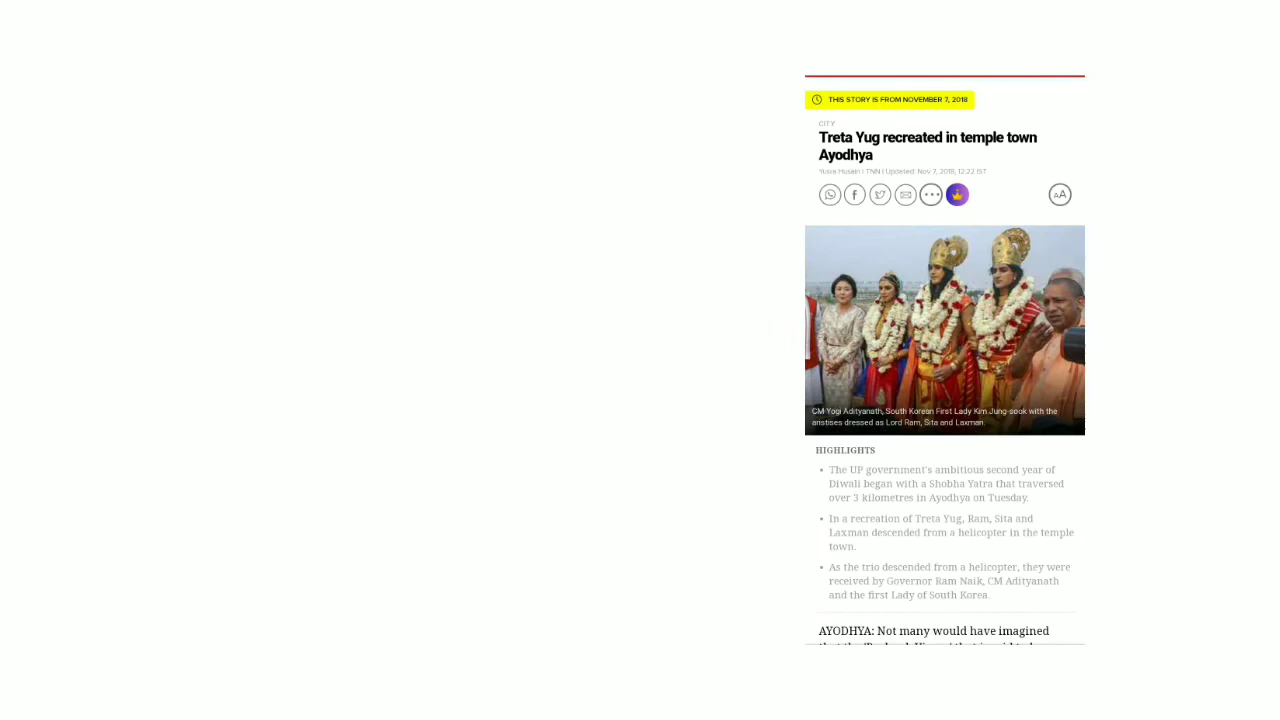 THIS STORY IS FROM NOVEMBER 7, 2018
CITY
Treta Yug recreated in temple town
Ayodhya
Yusra Husain | TNN | Updated: Nov 7, 2018, 12:22 IST
AA
CM Yogi Adityanath, South Korean First Lady Kim Jung-sook with the
aristises dressed as Lord Ram, Sita and Laxman.
HIGHLIGHTS
• The UP government's ambitious second year of
Diwali began with a Shobha Yatra that traversed
over 3 kilometres in Ayodhya on Tuesday.
• In a recreation of Treta Yug, Ram, Sita and
Laxman descended from a helicopter in the temple
town.
• As the trio descended from a helicopter, they were
received by Governor Ram Naik, CM Adityanath
and the first Lady of South Korea.
AYODHYA: Not many would have imagined